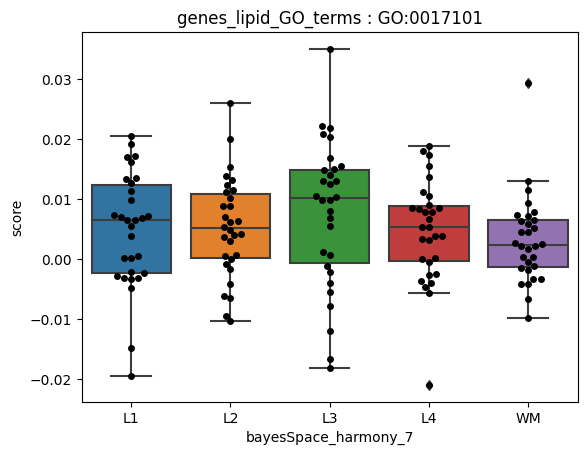 genes_lipid_GO_terms : GO:0017101
0.03
0.02
0.01
0.00
−0.01
−0.02
score
L1 L2 L3 L4 WM
bayesSpace_harmony_7